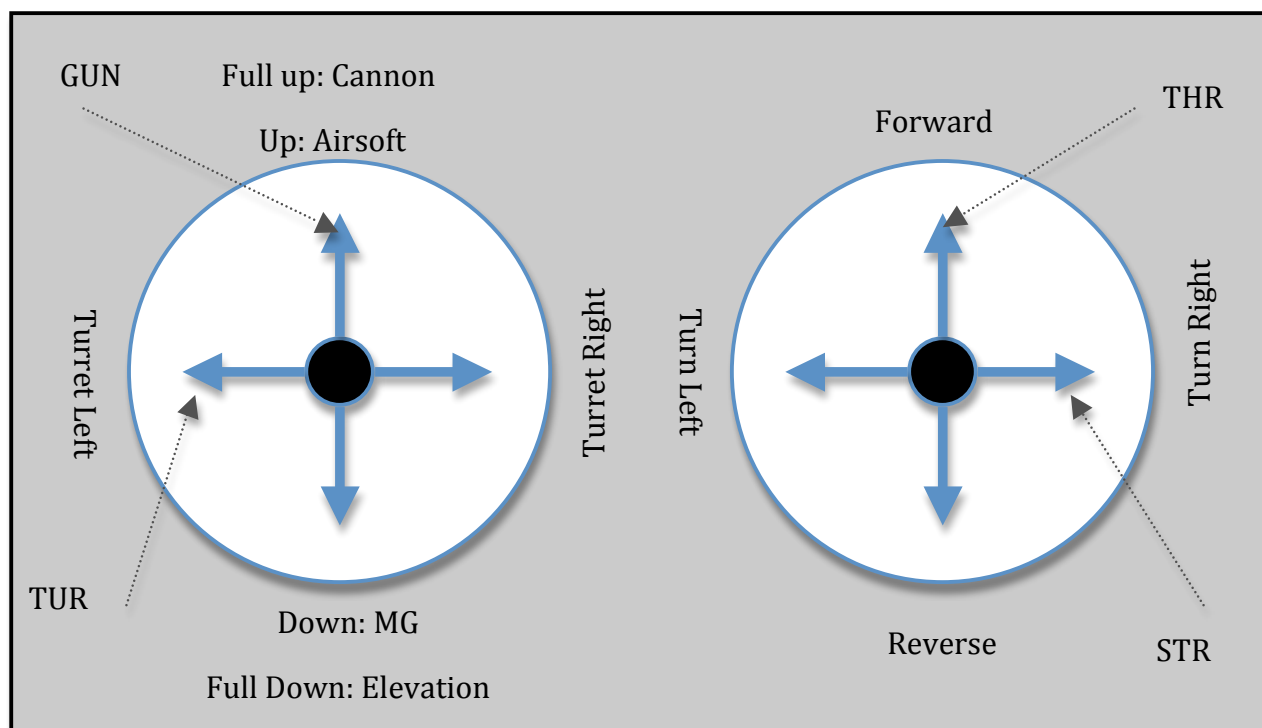 GUN
Full up: Cannon
Up: Airsoft
Turret Left
Turret Right
TUR
Down: MG
Full Down: Elevation
THR
Forward
Turn Left
Turn Right
Reverse
STR